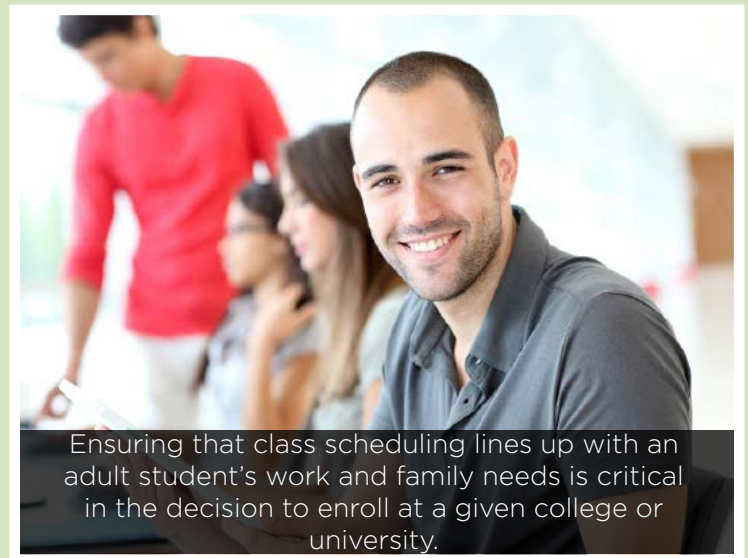 Ensuring that class scheduling lines up with an
adult student’s work and family needs is critical
in the decision to enroll at a given college or
university.